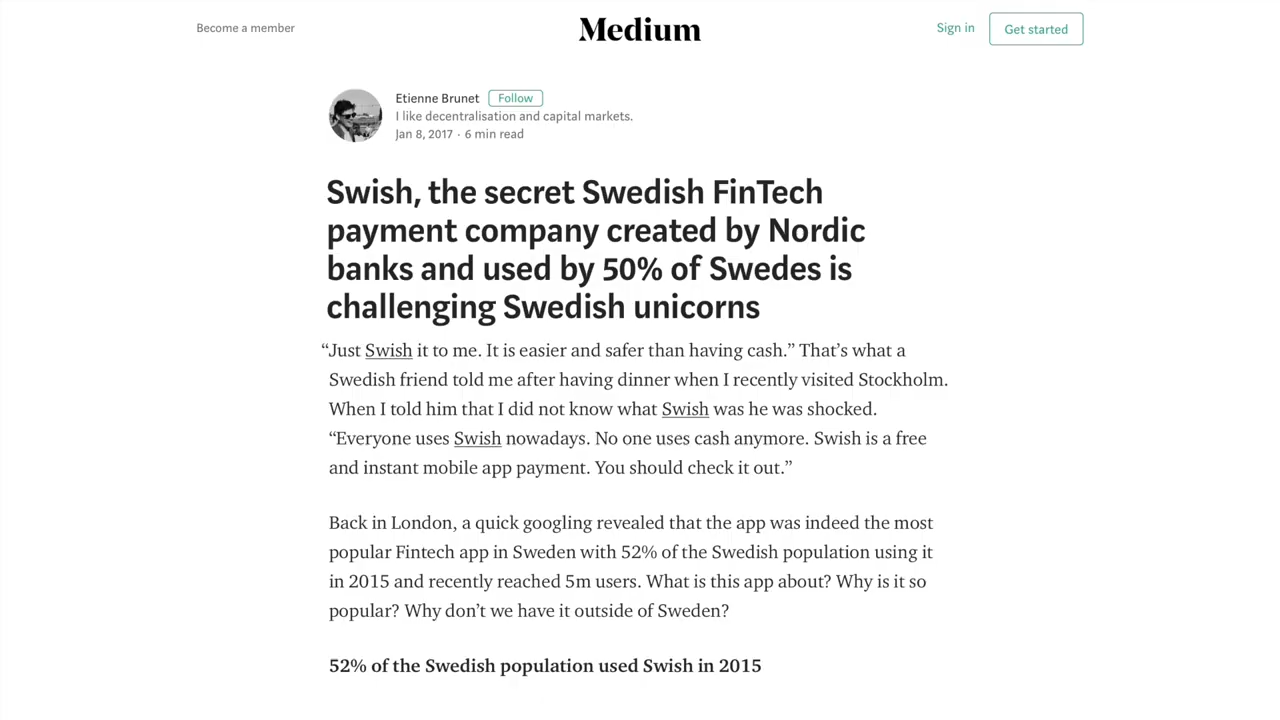 Become a member
Medium
Sign in
Get started
Etienne Brunet Follow
I like decentralisation and capital markets.
Jan 8, 2017 · 6 min read
Swish, the secret Swedish FinTech
payment company created by Nordic
banks and used by 50% of Swedes is
challenging Swedish unicorns
“Just Swish it to me. It is easier and safer than having cash.” That’s what a
Swedish friend told me after having dinner when I recently visited Stockholm.
When I told him that I did not know what Swish was he was shocked.
“Everyone uses Swish nowadays. No one uses cash anymore. Swish is a free
and instant mobile app payment. You should check it out.”
Back in London, a quick googling revealed that the app was indeed the most
popular Fintech app in Sweden with 52% of the Swedish population using it
in 2015 and recently reached 5m users. What is this app about? Why is it so
popular? Why don’t we have it outside of Sweden?
52% of the Swedish population used Swish in 2015